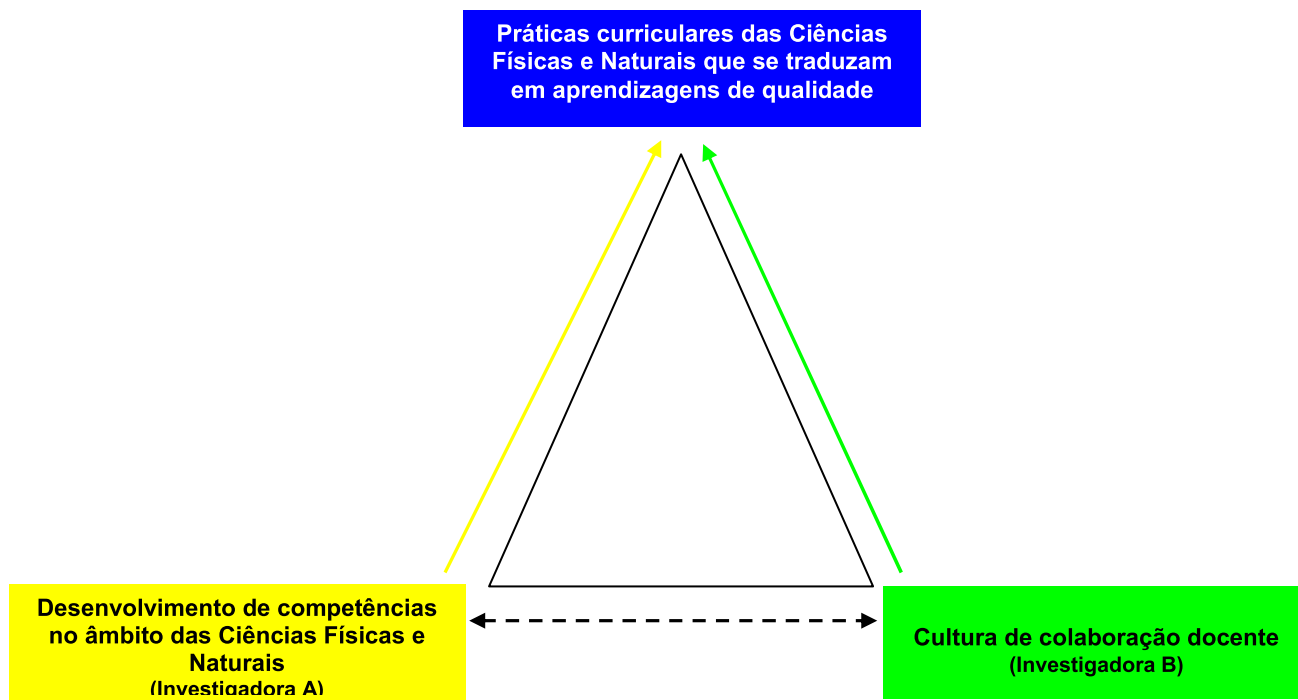 Práticas curriculares das Ciências
Físicas e Naturais que se traduzam
em aprendizagens de qualidade
Desenvolvimento de competências
no âmbito das Ciências Físicas e
Naturais
(Investigadora A)
Cultura de colaboração docente
(Investigadora B)